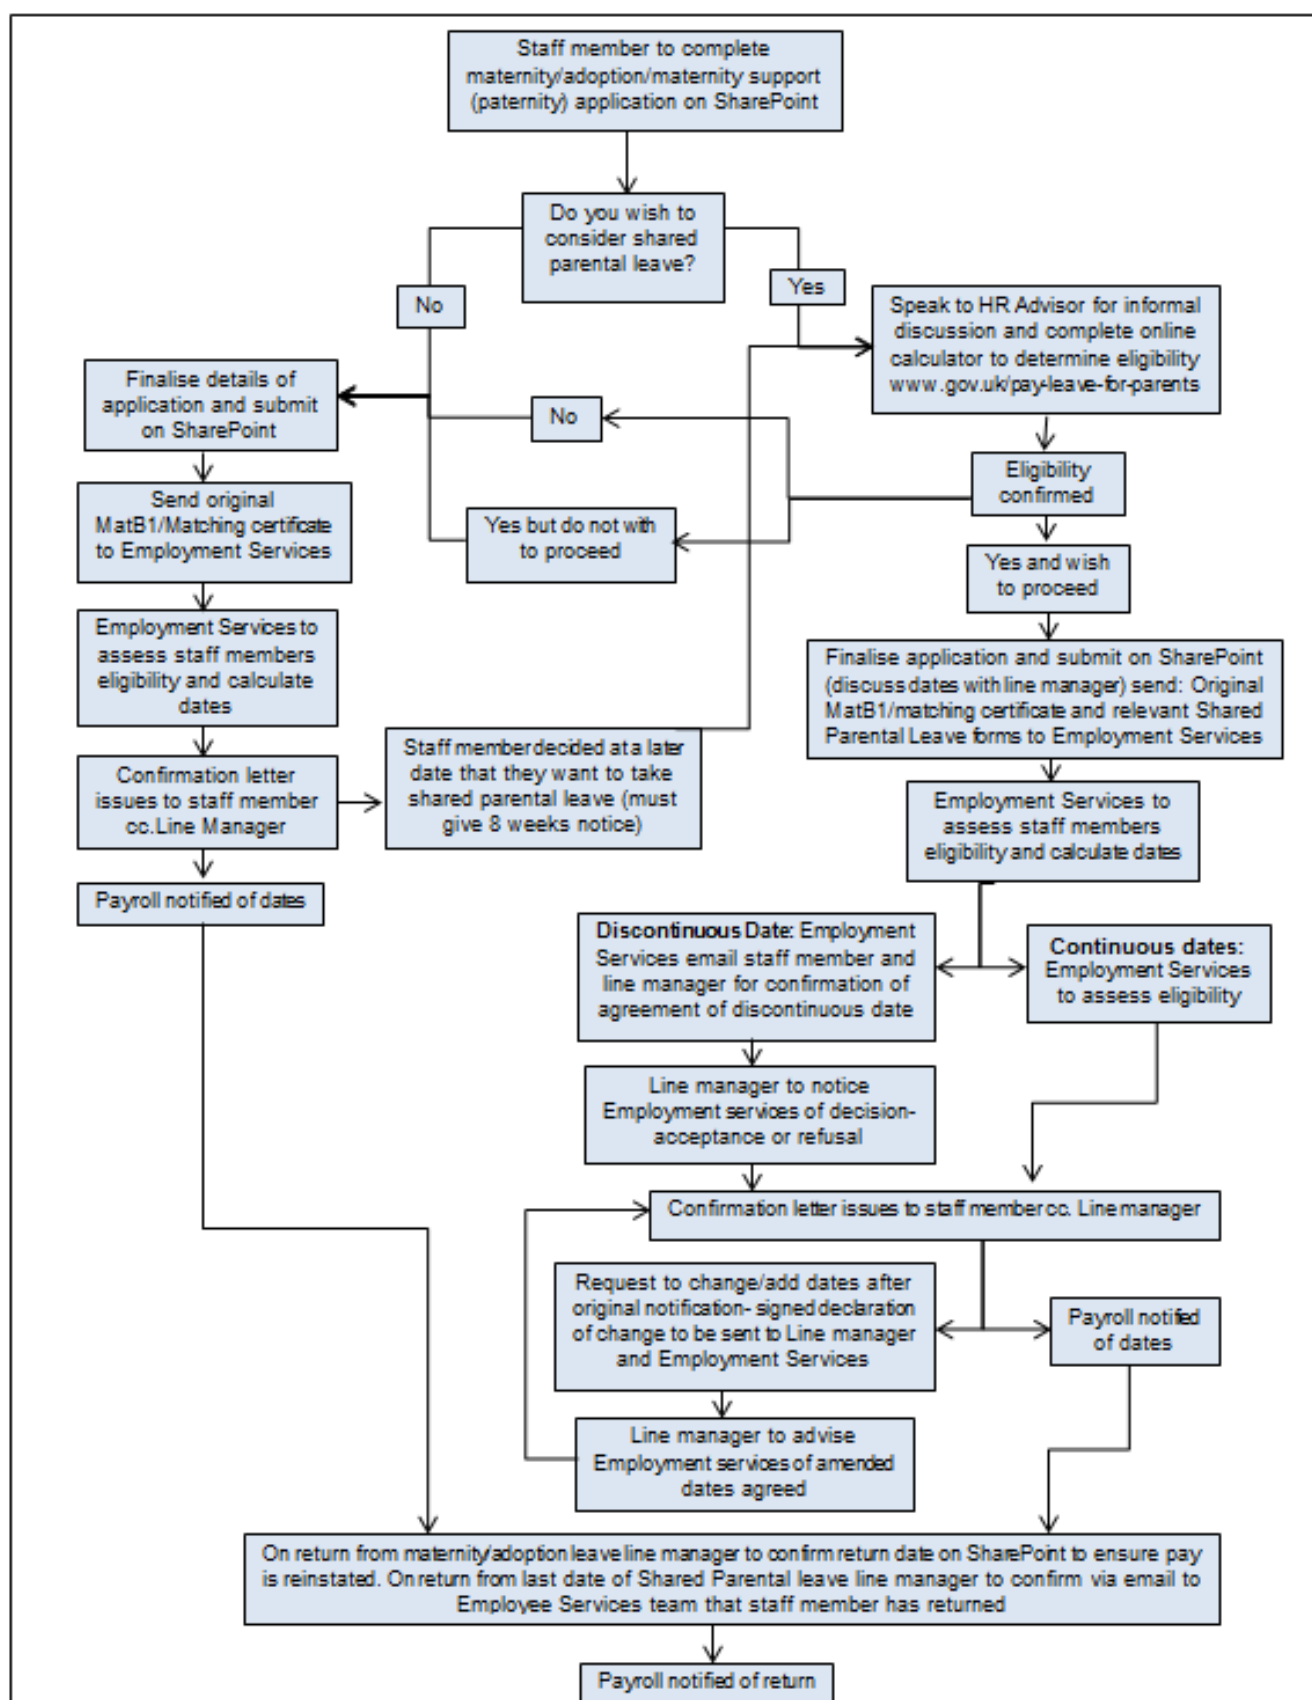 Staff member to complete
maternity/adoption/maternity support
(paternity) application on SharePoint
Do you wish to
consider shared
parental leave?
No
Yes
Speak to HR Advisor for informal
discussion and complete online
calculator to determine eligibility
www.gov.uk/pay-leave-for-parents
Finalise details of
application and submit
on SharePoint
No
Eligibility
confirmed
Send original
MatB1/Matching certificate
to Employment Services
Yes but do not with
to proceed
Yes and wish
to proceed
Employment Services to
assess staff members
eligibility and calculate
dates
Finalise application and submit on SharePoint
(discuss dates with line manager) send: Original
MatB1/matching certificate and relevant Shared
Parental Leave forms to Employment Services
Confirmation letter
issues to staff member
cc.Line Manager
Staff member decided at a later
date that they want to take
shared parental leave (must
give 8 weeks notice)
Employment Services to
assess staff members
eligibility and calculate dates
Payroll notified of dates
Discontinuous Date: Employment
Services email staff member and
line manager for confirmation of
agreement of discontinuous date
Continuous dates:
Employment Services
to assess eligibility
Line manager to notice
Employment services of decision-
acceptance or refusal
Confirmation letter issues to staff member cc. Line manager
Request to change/add dates after
original notification- signed declaration
of change to be sent to Line manager
and Employment Services
Payroll notified
of dates
Line manager to advise
Employment services of amended
dates agreed
On return from maternity/adoption leave line manager to confirm return date on SharePoint to ensure pay
is reinstated. On return from last date of Shared Parental leave line manager to confirm via email to
Employee Services team that staff member has returned
Payroll notified of return